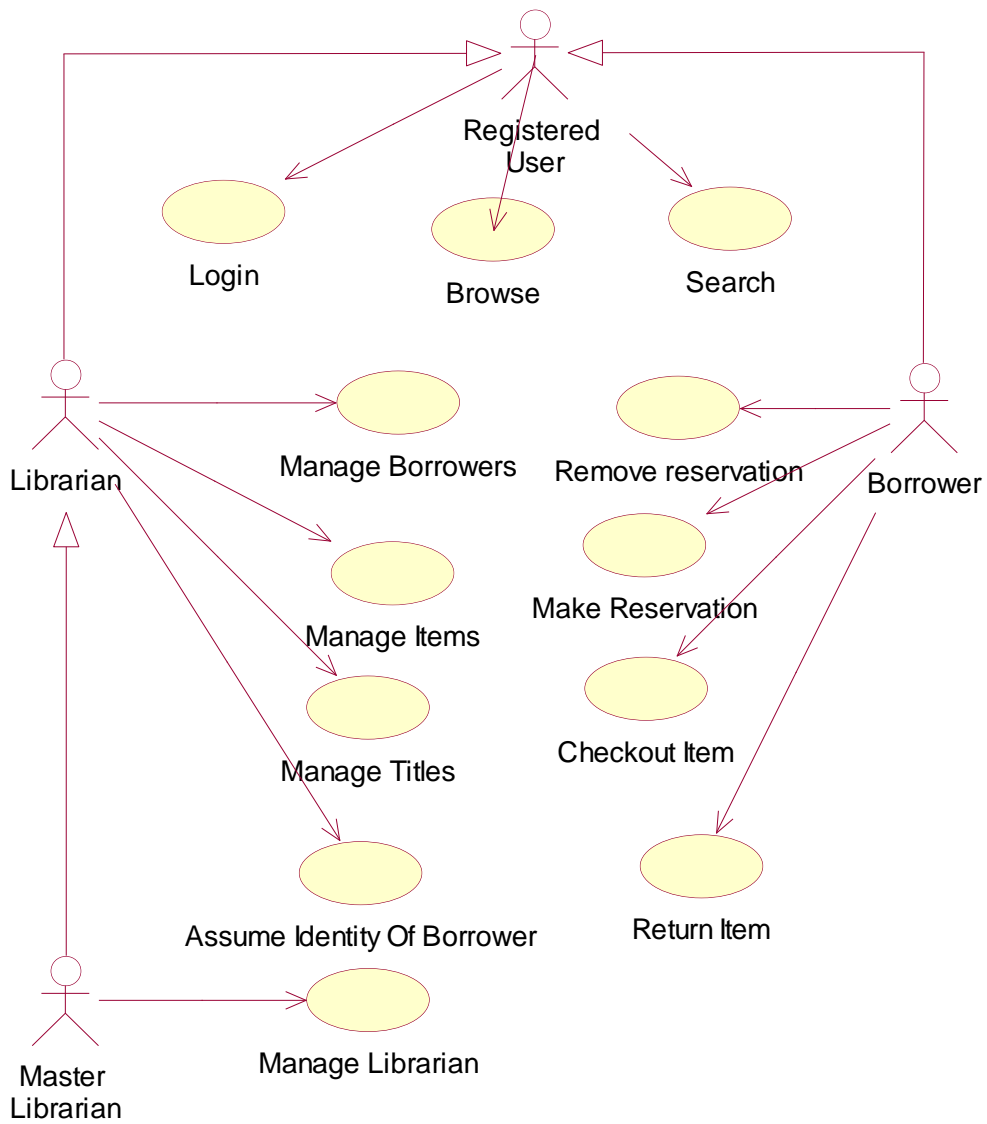 Registered
User
Login
Browse
Search
Librarian
Manage Borrowers
Remove reservation
Borrower
Manage Items
Make Reservation
Manage Titles
Checkout Item
Assume Identity Of Borrower
Return Item
Manage Librarian
Master
Librarian